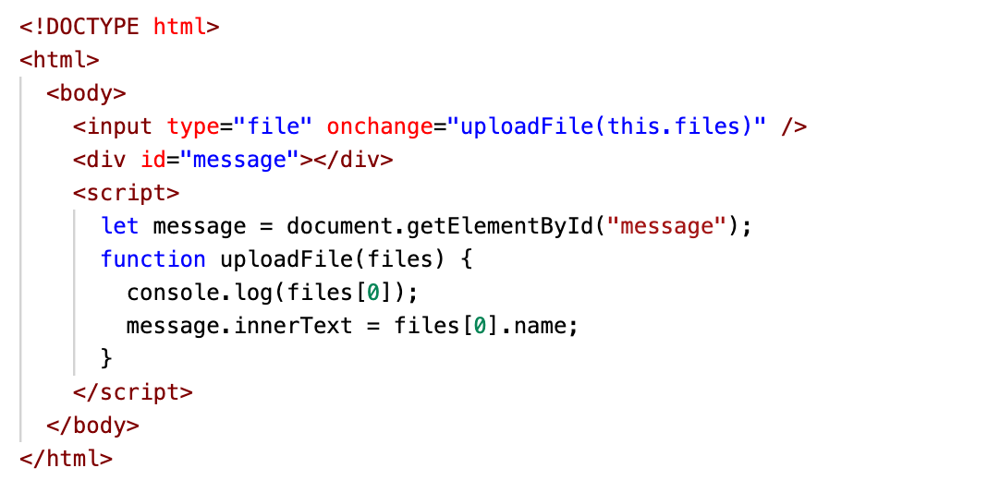 <!DOCTYPE html>
<html>
  <body>
    <input type="file" onchange="uploadFile(this.files)" />
    <div id="message"></div>
    <script>
      let message = document.getElementById("message");
      function uploadFile(files) {
        console.log(files[0]);
        message.innerText = files[0].name;
      }
    </script>
  </body>
</html>